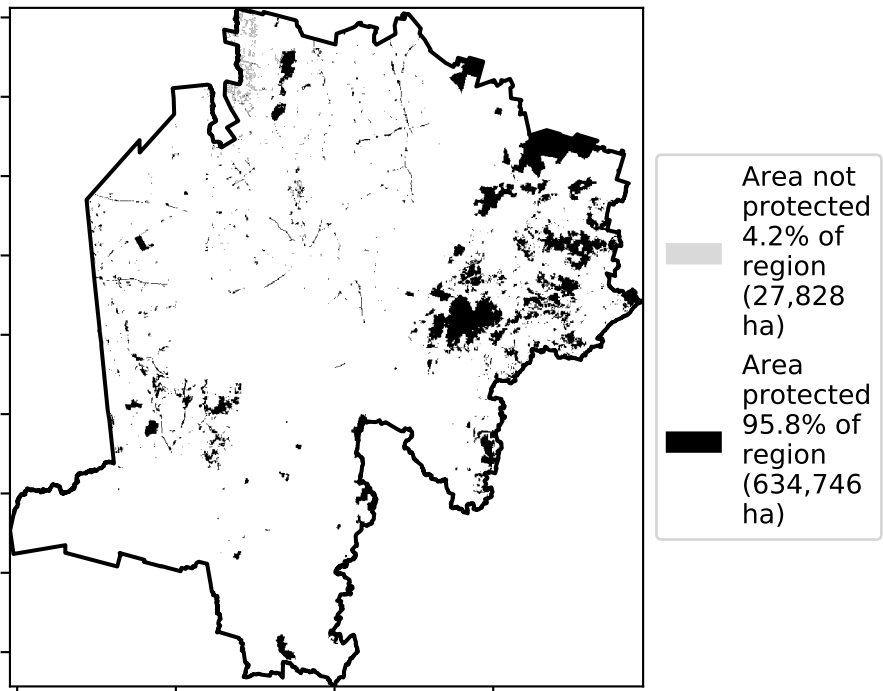 Area not
protected
4.2% of
region
(27,828
ha)
Area
protected
95.8% of
region
(634,746
ha)